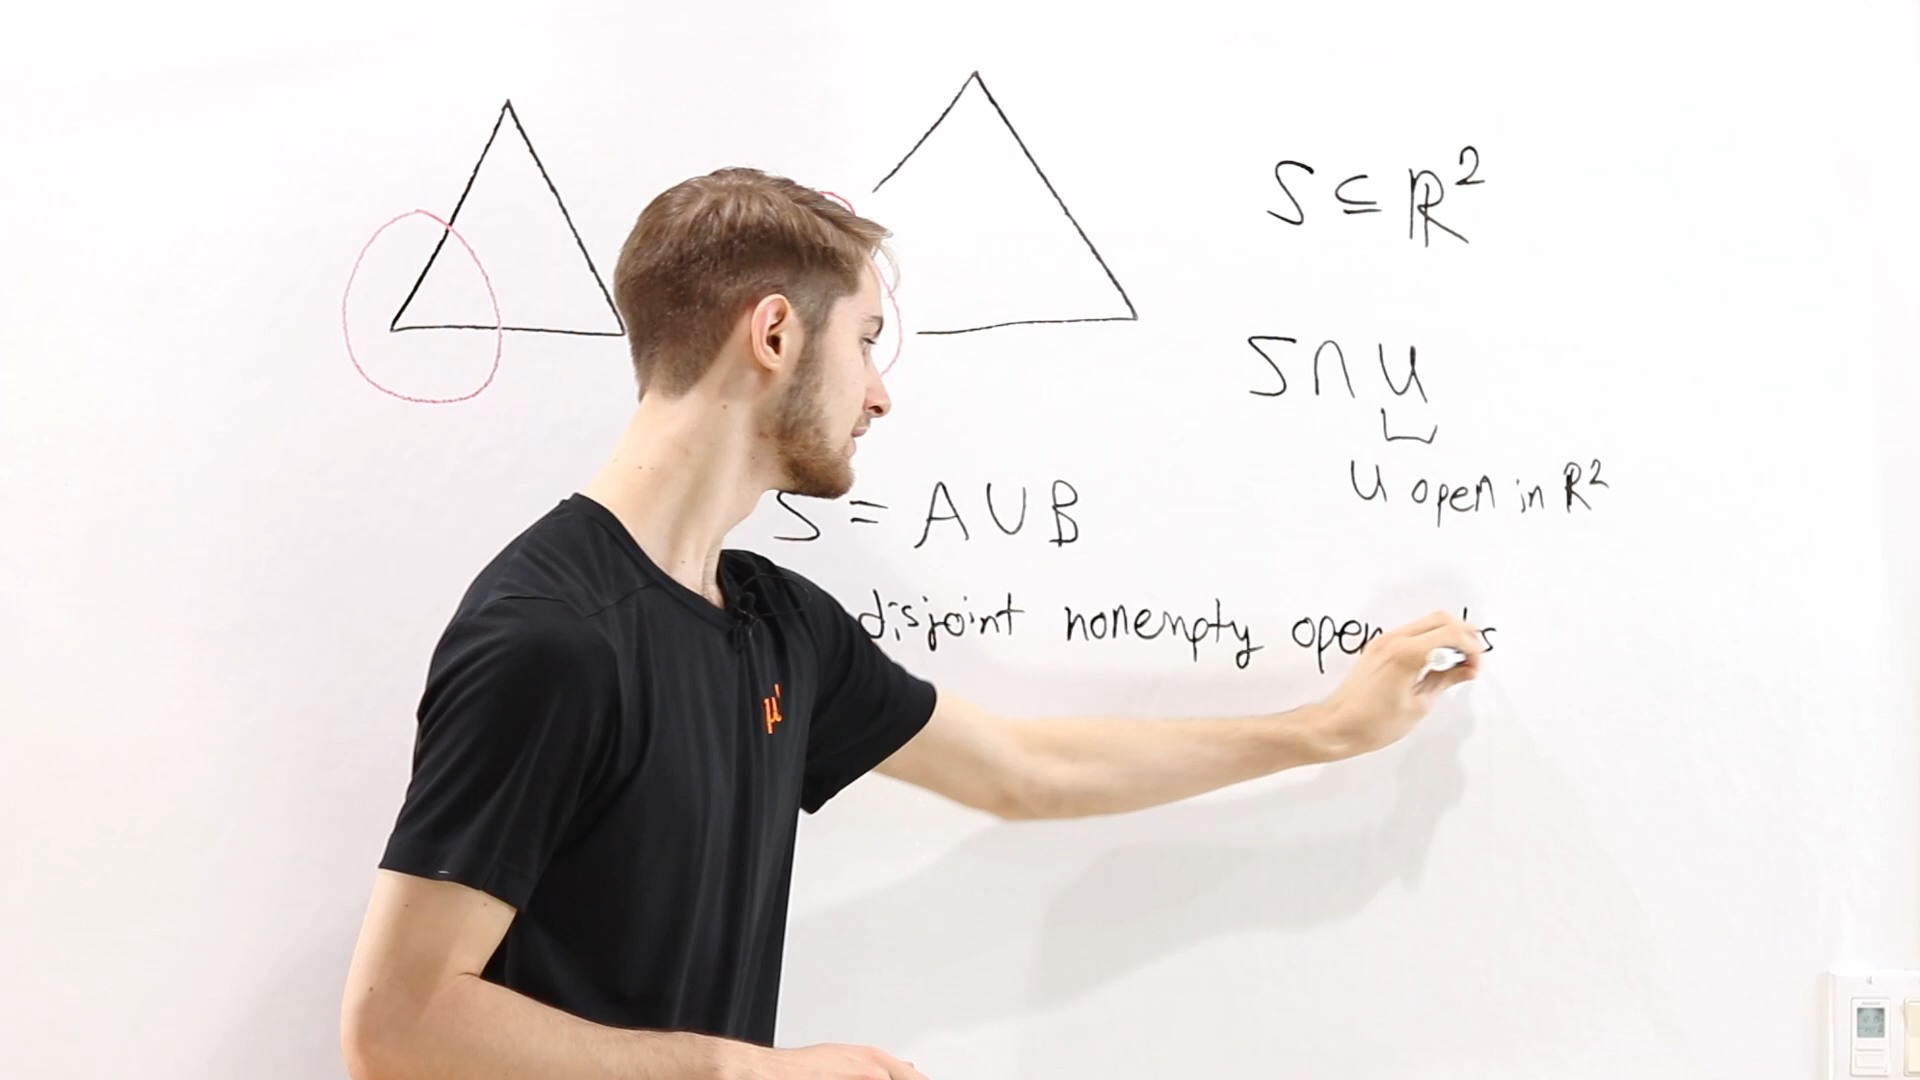 S ⊆ ℝ²
S ∩ U
U open in ℝ²
S = A ∪ B
disjoint nonempty open
μ'